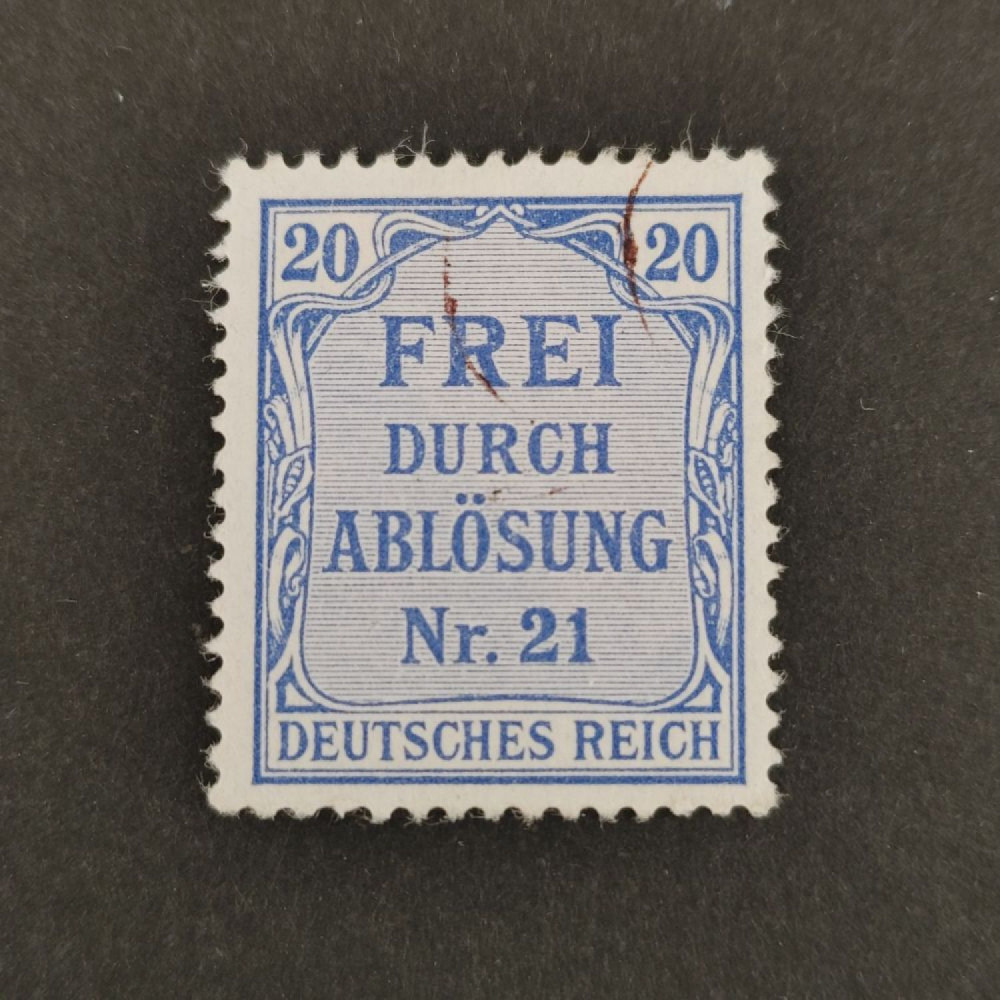 20 20
FREI
DURCH
ABLÖSUNG
Nr. 21
DEUTSCHES REICH